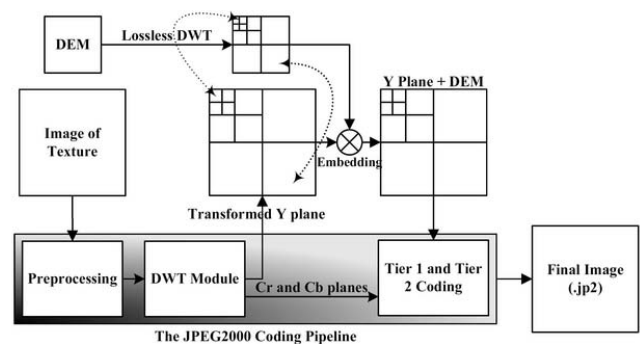 DEM
Lossless DWT
Y Plane + DEM
Image of
Texture
Embedding
Transformed Y plane
Preprocessing
DWT Module
Cr and Cb planes
Tier 1 and Tier
2 Coding
Final Image
(.jp2)
The JPEG2000 Coding Pipeline